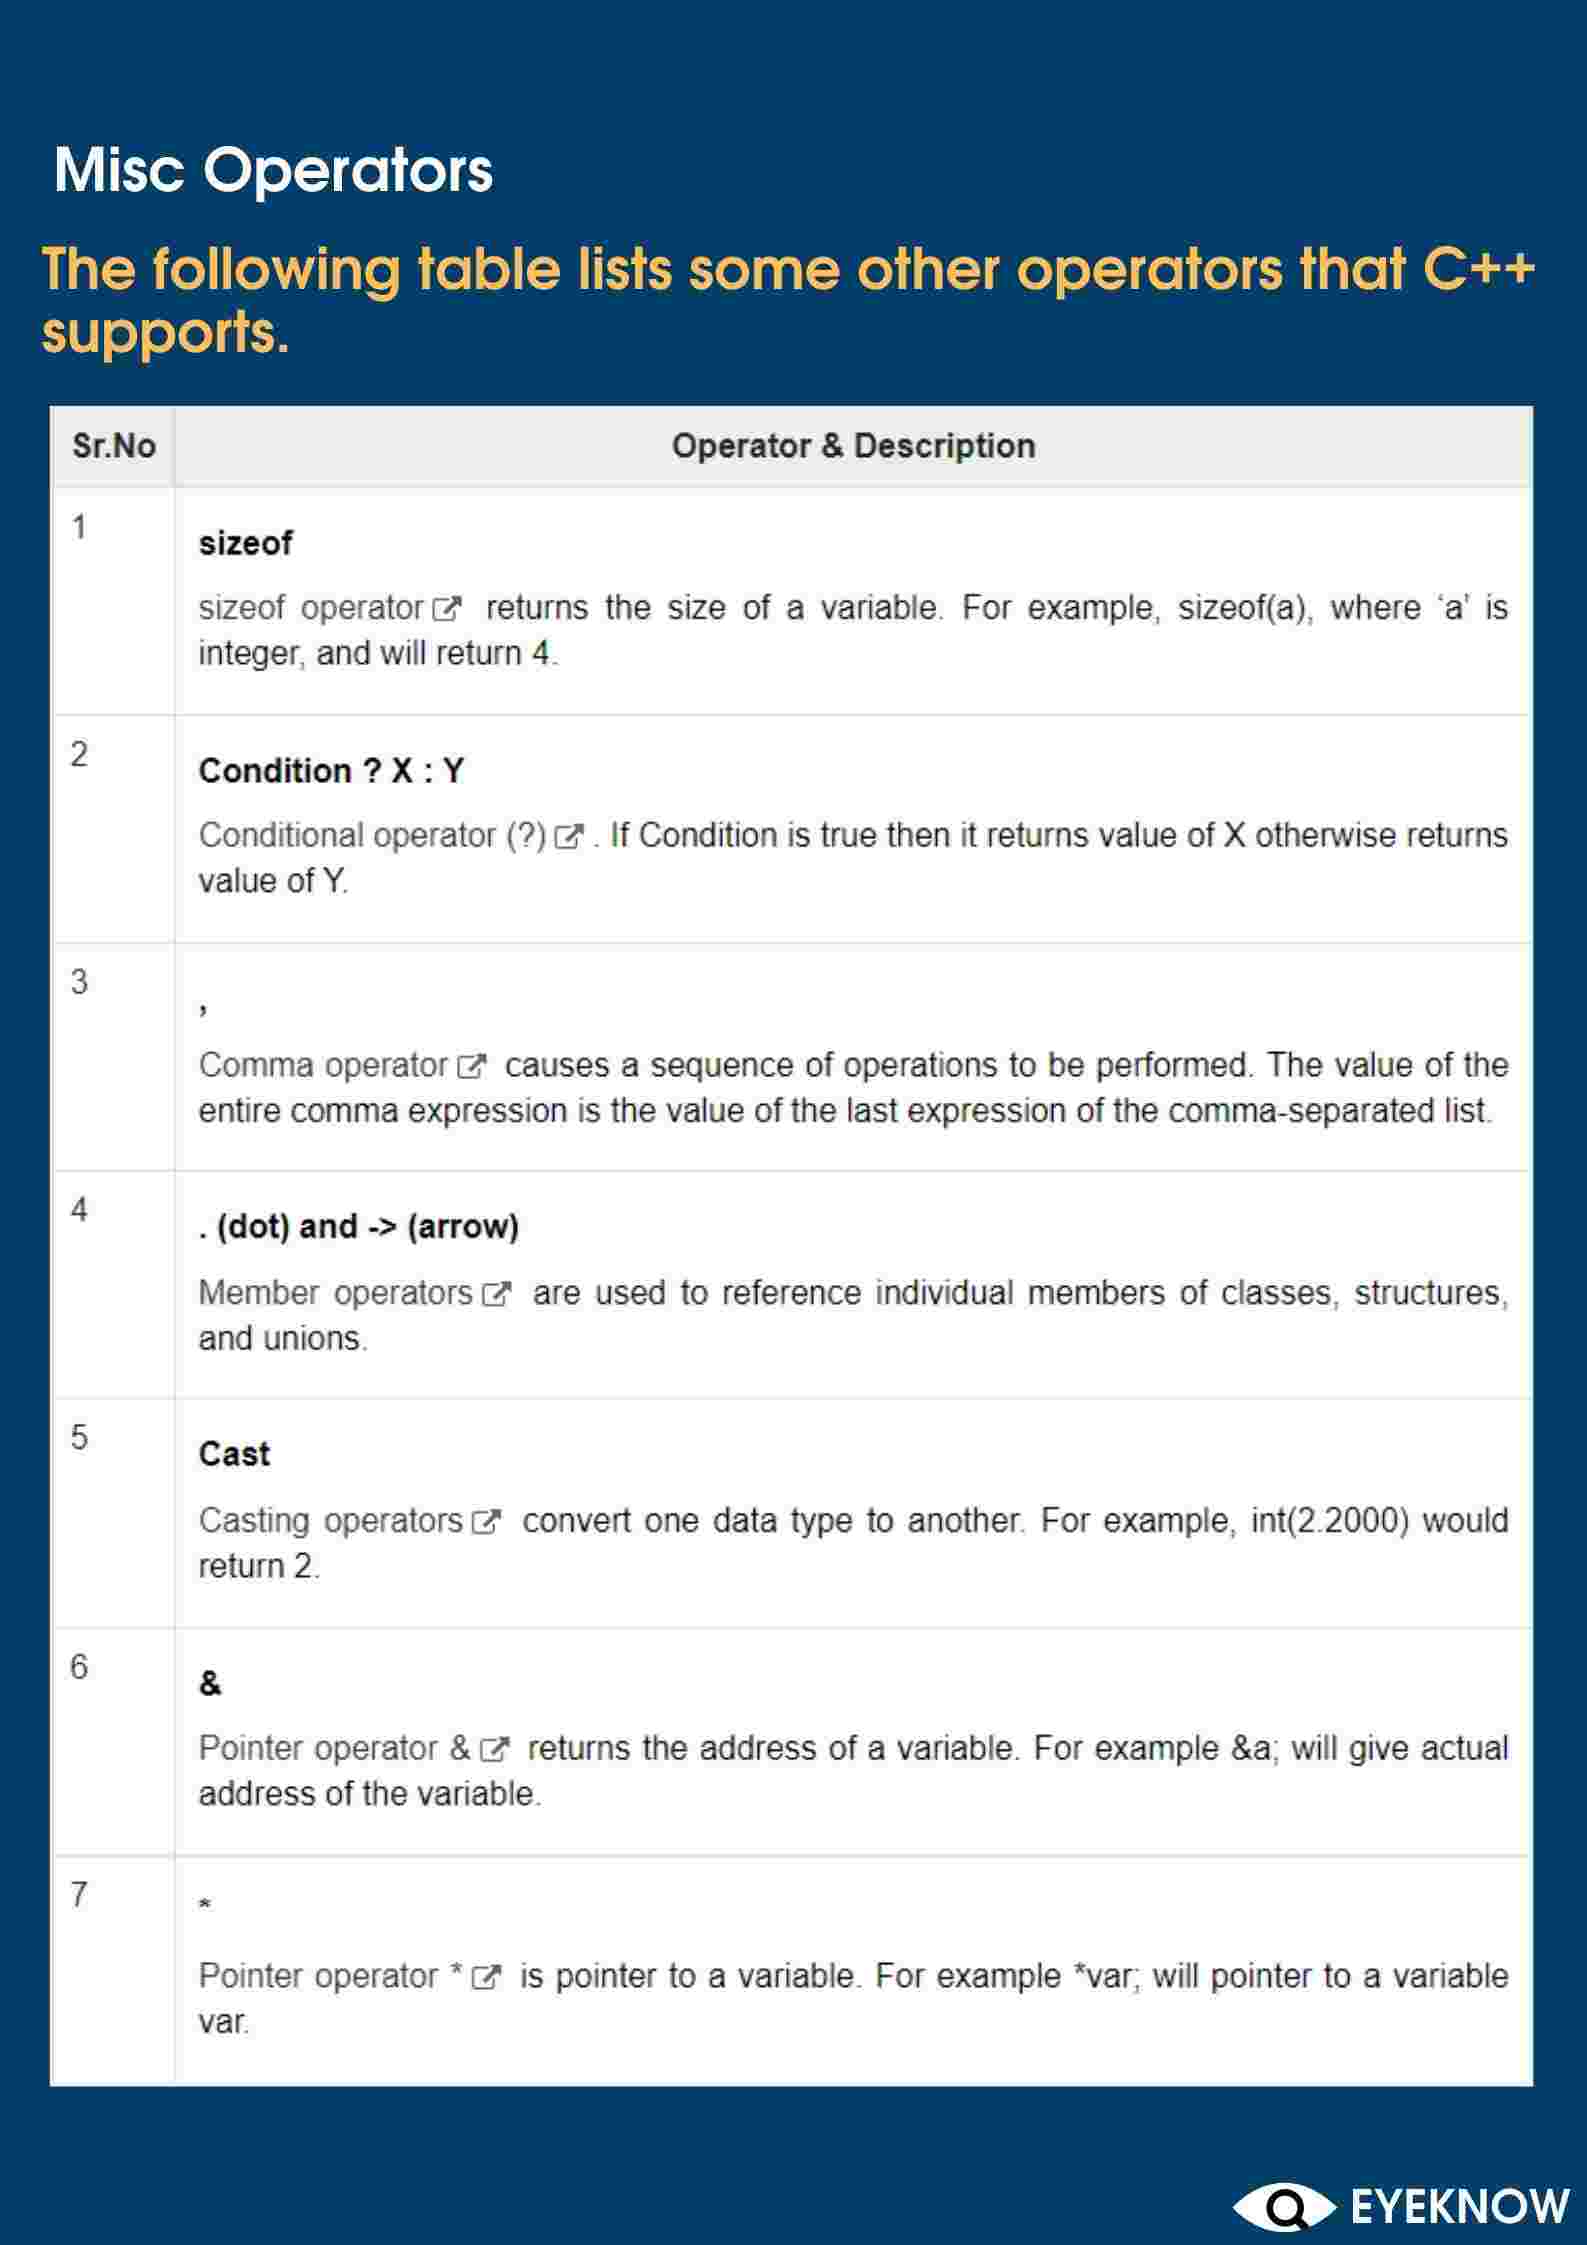 Misc Operators
The following table lists some other operators that C++
supports.
Sr.No Operator & Description
1
sizeof
sizeof operator returns the size of a variable. For example, sizeof(a), where ‘a’ is
integer, and will return 4.
2
Condition ? X : Y
Conditional operator (?) . If Condition is true then it returns value of X otherwise returns
value of Y.
3
,
Comma operator causes a sequence of operations to be performed. The value of the
entire comma expression is the value of the last expression of the comma-separated list.
4
. (dot) and -> (arrow)
Member operators are used to reference individual members of classes, structures,
and unions.
5
Cast
Casting operators convert one data type to another. For example, int(2.2000) would
return 2.
6
&
Pointer operator & returns the address of a variable. For example &a; will give actual
address of the variable.
7
*
Pointer operator * is pointer to a variable. For example *var; will pointer to a variable
var.
EYEKNOW